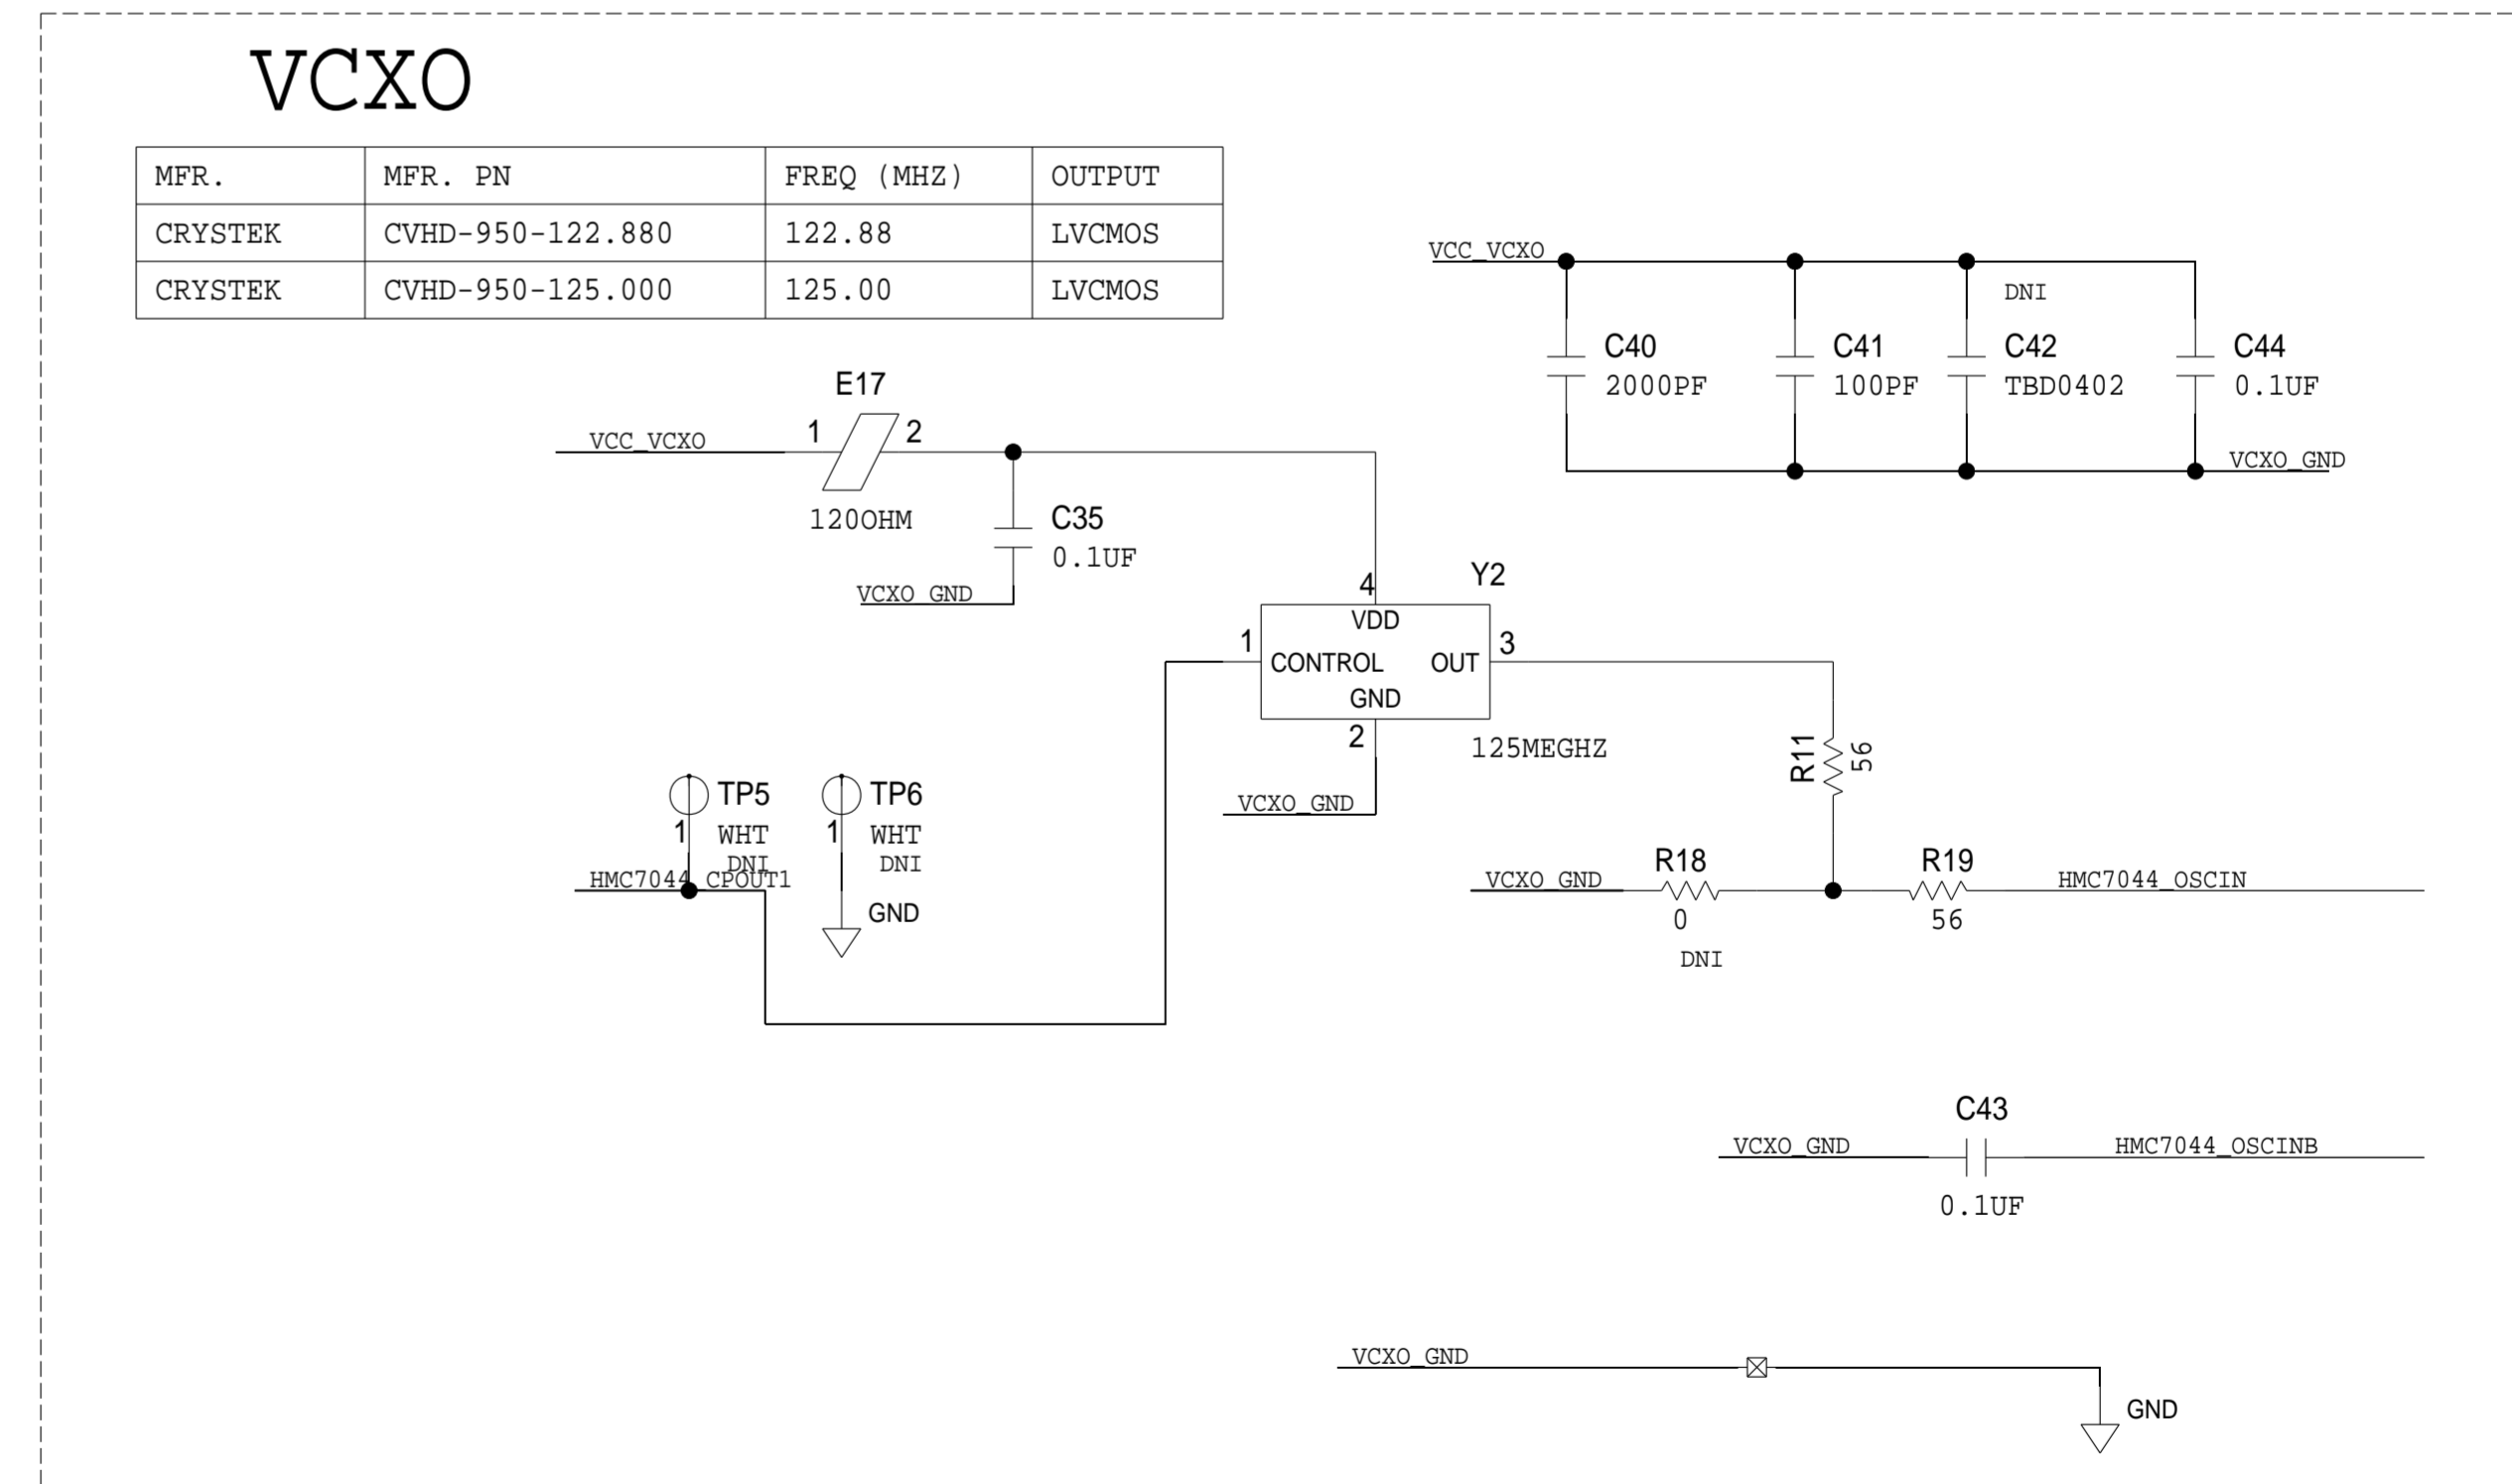 VCXO
MFR. MFR. PN FREQ (MHZ) OUTPUT
CRYSTEK CVHD-950-122.880 122.88 LVCMOS
CRYSTEK CVHD-950-125.000 125.00 LVCMOS
VCC_VCXO
DNI
C40 C41 C42 C44
2000PF 100PF TBD0402 0.1UF
VCXO_GND
E17
VCC_VCXO 1 2
120OHM
C35
0.1UF
VCXO_GND
4 Y2
VDD
1 CONTROL OUT 3
GND
2
125MEGHZ
VCXO_GND
R11 56
TP5 TP6
1 WHT 1 WHT
DNI DNI
HMC7044_CPOUT1
GND
VCXO_GND R18 R19 HMC7044_OSCIN
0 56
DNI
C43
VCXO_GND HMC7044_OSCINB
0.1UF
VCXO_GND
GND